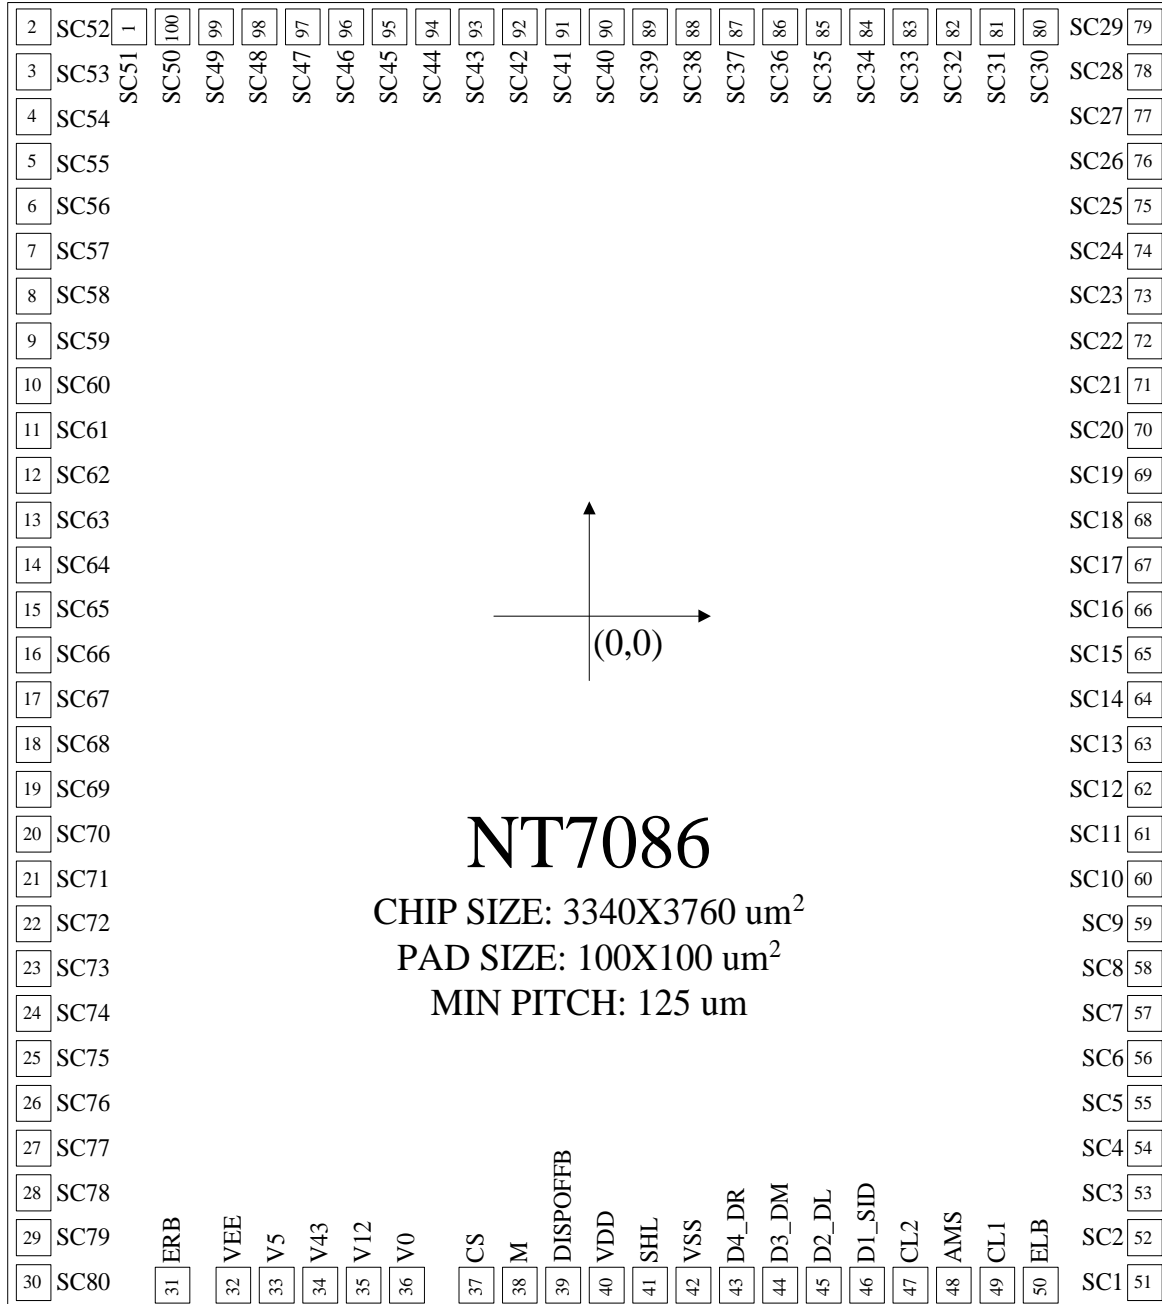 2 SC52 1 100 99 98 97 96 95 94 93 92 91 90 89 88 87 86 85 84 83 82 81 80 SC29 79
SC51 SC50 SC49 SC48 SC47 SC46 SC45 SC44 SC43 SC42 SC41 SC40 SC39 SC38 SC37 SC36 SC35 SC34 SC33 SC32 SC31 SC30
3 SC53 SC28 78
4 SC54 SC27 77
5 SC55 SC26 76
6 SC56 SC25 75
7 SC57 SC24 74
8 SC58 SC23 73
9 SC59 SC22 72
10 SC60 SC21 71
11 SC61 SC20 70
12 SC62 SC19 69
13 SC63 SC18 68
14 SC64 SC17 67
15 SC65 SC16 66
(0,0)
16 SC66 SC15 65
17 SC67 SC14 64
18 SC68 SC13 63
19 SC69 SC12 62
20 SC70 SC11 61
NT7086
21 SC71 SC10 60
CHIP SIZE: 3340X3760 um²
22 SC72 SC9 59
PAD SIZE: 100X100 um²
23 SC73 SC8 58
MIN PITCH: 125 um
24 SC74 SC7 57
25 SC75 SC6 56
26 SC76 SC5 55
27 SC77 SC4 54
28 SC78 SC3 53
29 SC79 SC2 52
ERB VEE V5 V43 V12 V0 CS M DISPOFFB VDD SHL VSS D4_DR D3_DM D2_DL D1_SID CL2 AMS CL1 ELB
30 SC80 31 32 33 34 35 36 37 38 39 40 41 42 43 44 45 46 47 48 49 50 SC1 51